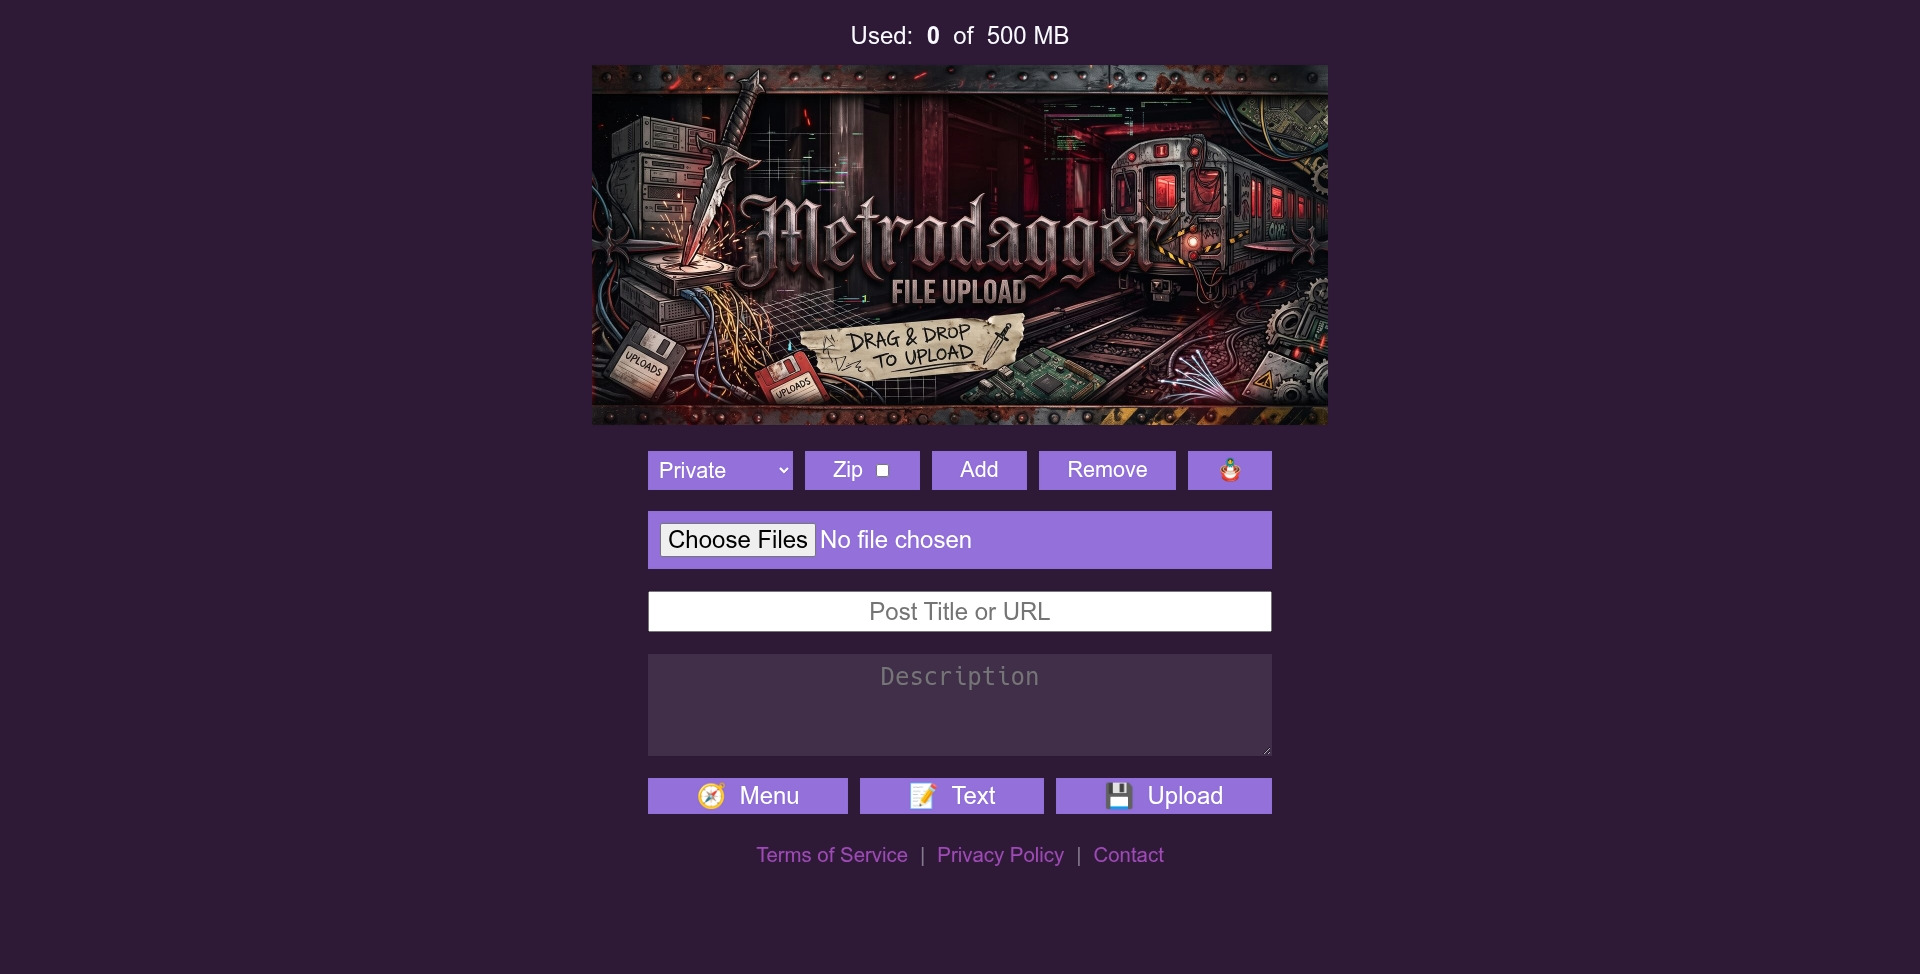 Used: 0 of 500 MB
Metrodagger
FILE UPLOAD
DRAG & DROP
TO UPLOAD
UPLOADS
UPLOADS
Private
Zip
Add
Remove
Choose Files No file chosen
Post Title or URL
Description
Menu
Text
Upload
Terms of Service | Privacy Policy | Contact